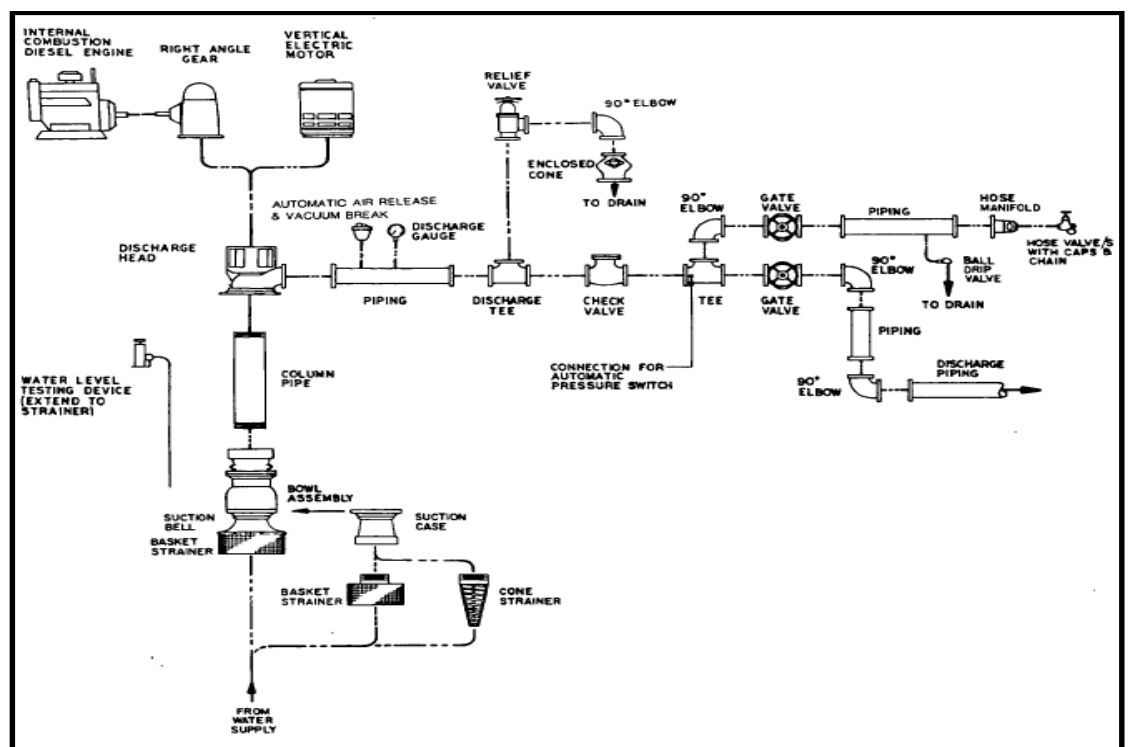 INTERNAL
COMBUSTION
DIESEL ENGINE
RIGHT ANGLE
GEAR
VERTICAL
ELECTRIC
MOTOR
RELIEF
VALVE
90° ELBOW
ENCLOSED
CONE
TO DRAIN
AUTOMATIC AIR RELEASE
& VACUUM BREAK
DISCHARGE
GAUGE
DISCHARGE
HEAD
PIPING
DISCHARGE
TEE
CHECK
VALVE
TEE
90°
ELBOW
GATE
VALVE
PIPING
HOSE
MANIFOLD
HOSE VALVE/S
WITH CAPS &
CHAIN
BALL
DRIP
VALVE
TO DRAIN
GATE
VALVE
90°
ELBOW
PIPING
90°
ELBOW
DISCHARGE
PIPING
CONNECTION FOR
AUTOMATIC
PRESSURE SWITCH
COLUMN
PIPE
WATER LEVEL
TESTING DEVICE
(EXTEND TO
STRAINER)
BOWL
ASSEMBLY
SUCTION
BELL
BASKET
STRAINER
SUCTION
CASE
BASKET
STRAINER
CONE
STRAINER
FROM
WATER
SUPPLY